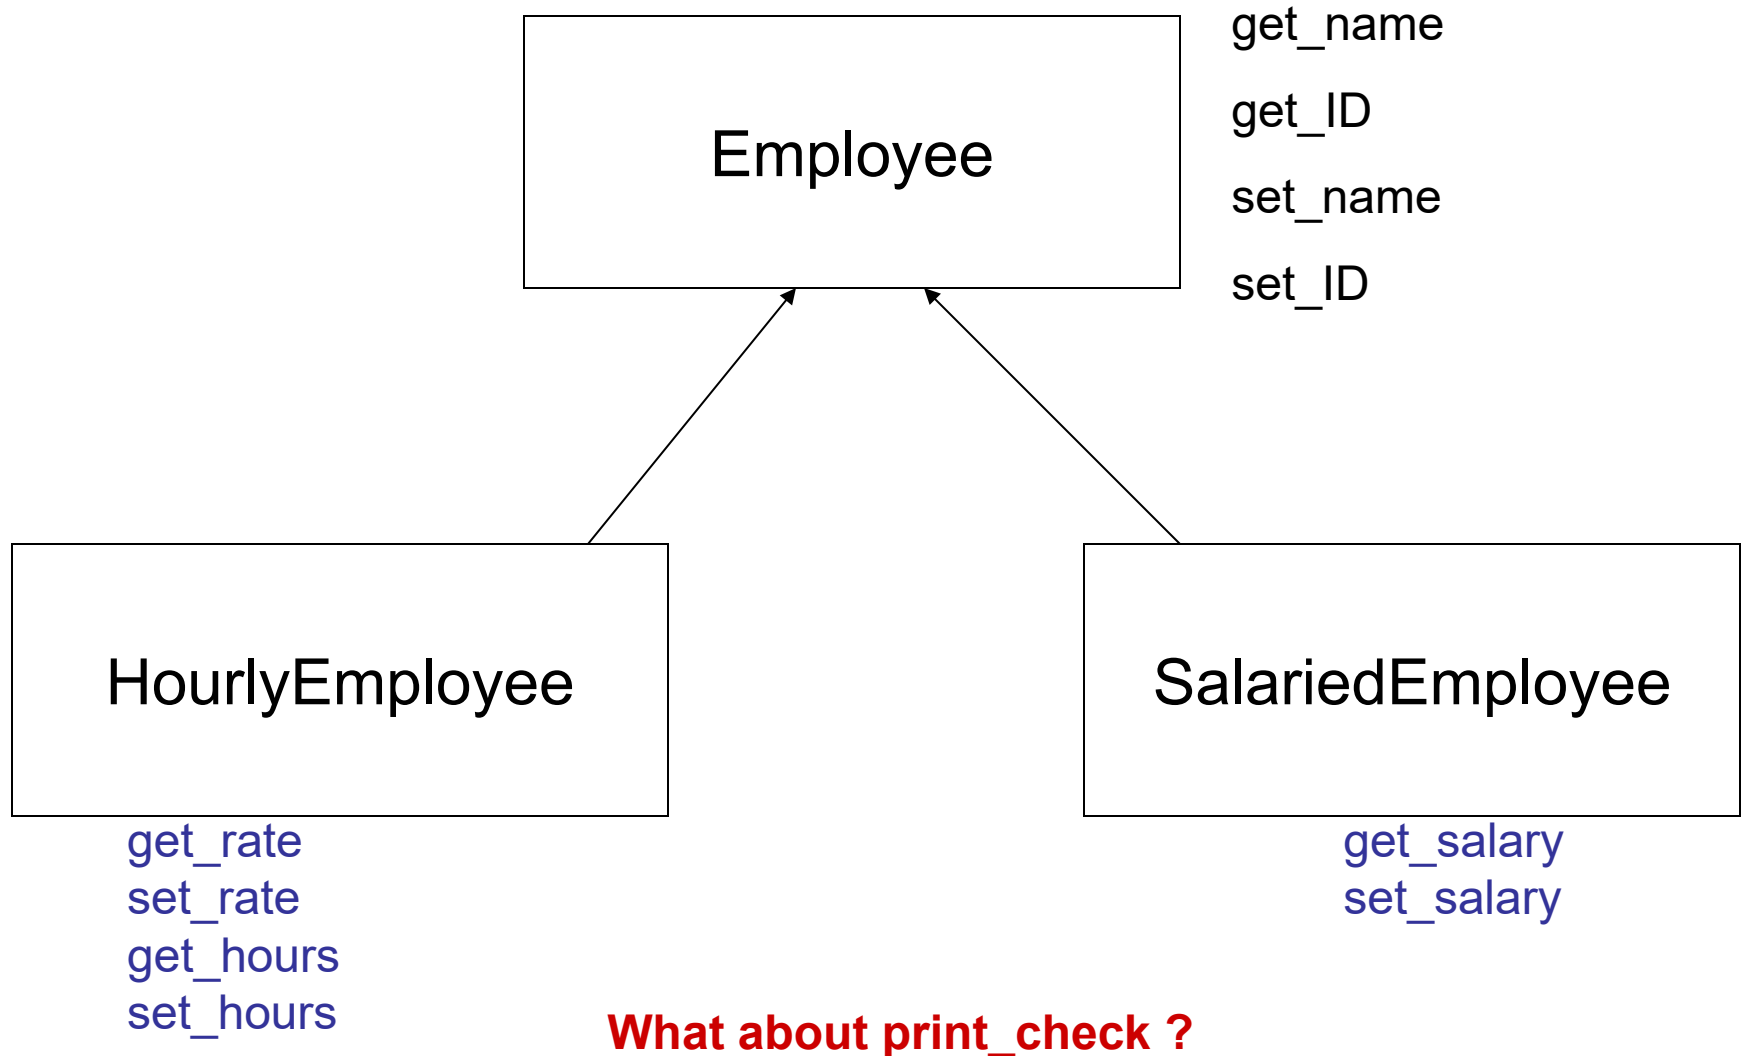 Employee
get_name
get_ID
set_name
set_ID
HourlyEmployee
get_rate
set_rate
get_hours
set_hours
SalariedEmployee
get_salary
set_salary
What about print_check ?